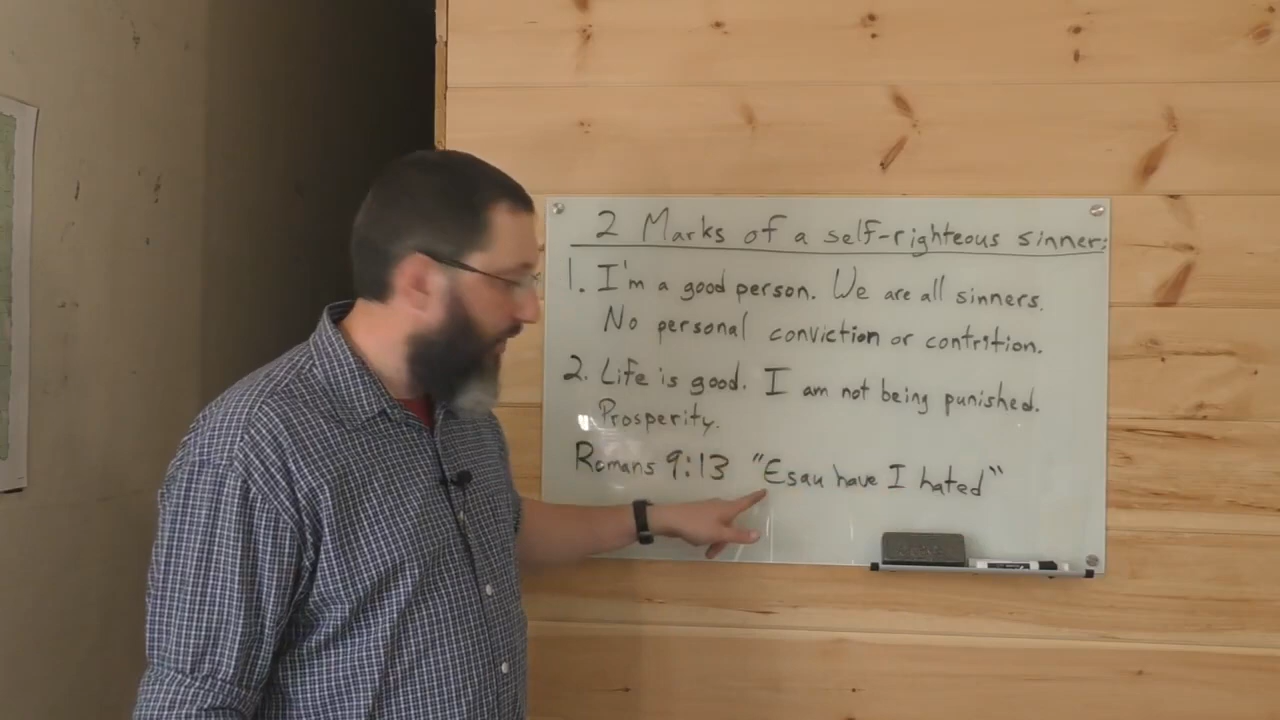 2 Marks of a self-righteous sinner:
1. I'm a good person. We are all sinners.
No personal conviction or contrition.
2. Life is good. I am not being punished.
Prosperity.
Romans 9:13 "Esau have I hated"